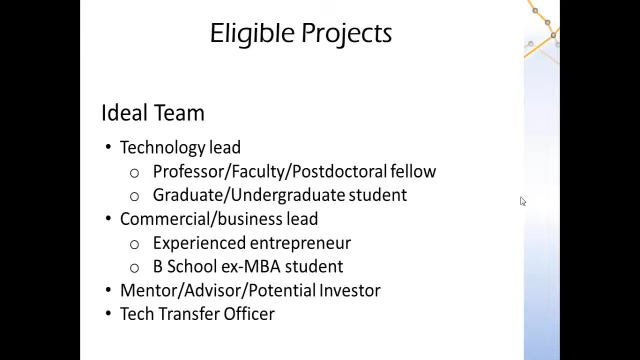 Eligible Projects
Ideal Team
• Technology lead
o Professor/Faculty/Postdoctoral fellow
o Graduate/Undergraduate student
• Commercial/business lead
o Experienced entrepreneur
o B School ex-MBA student
• Mentor/Advisor/Potential Investor
• Tech Transfer Officer